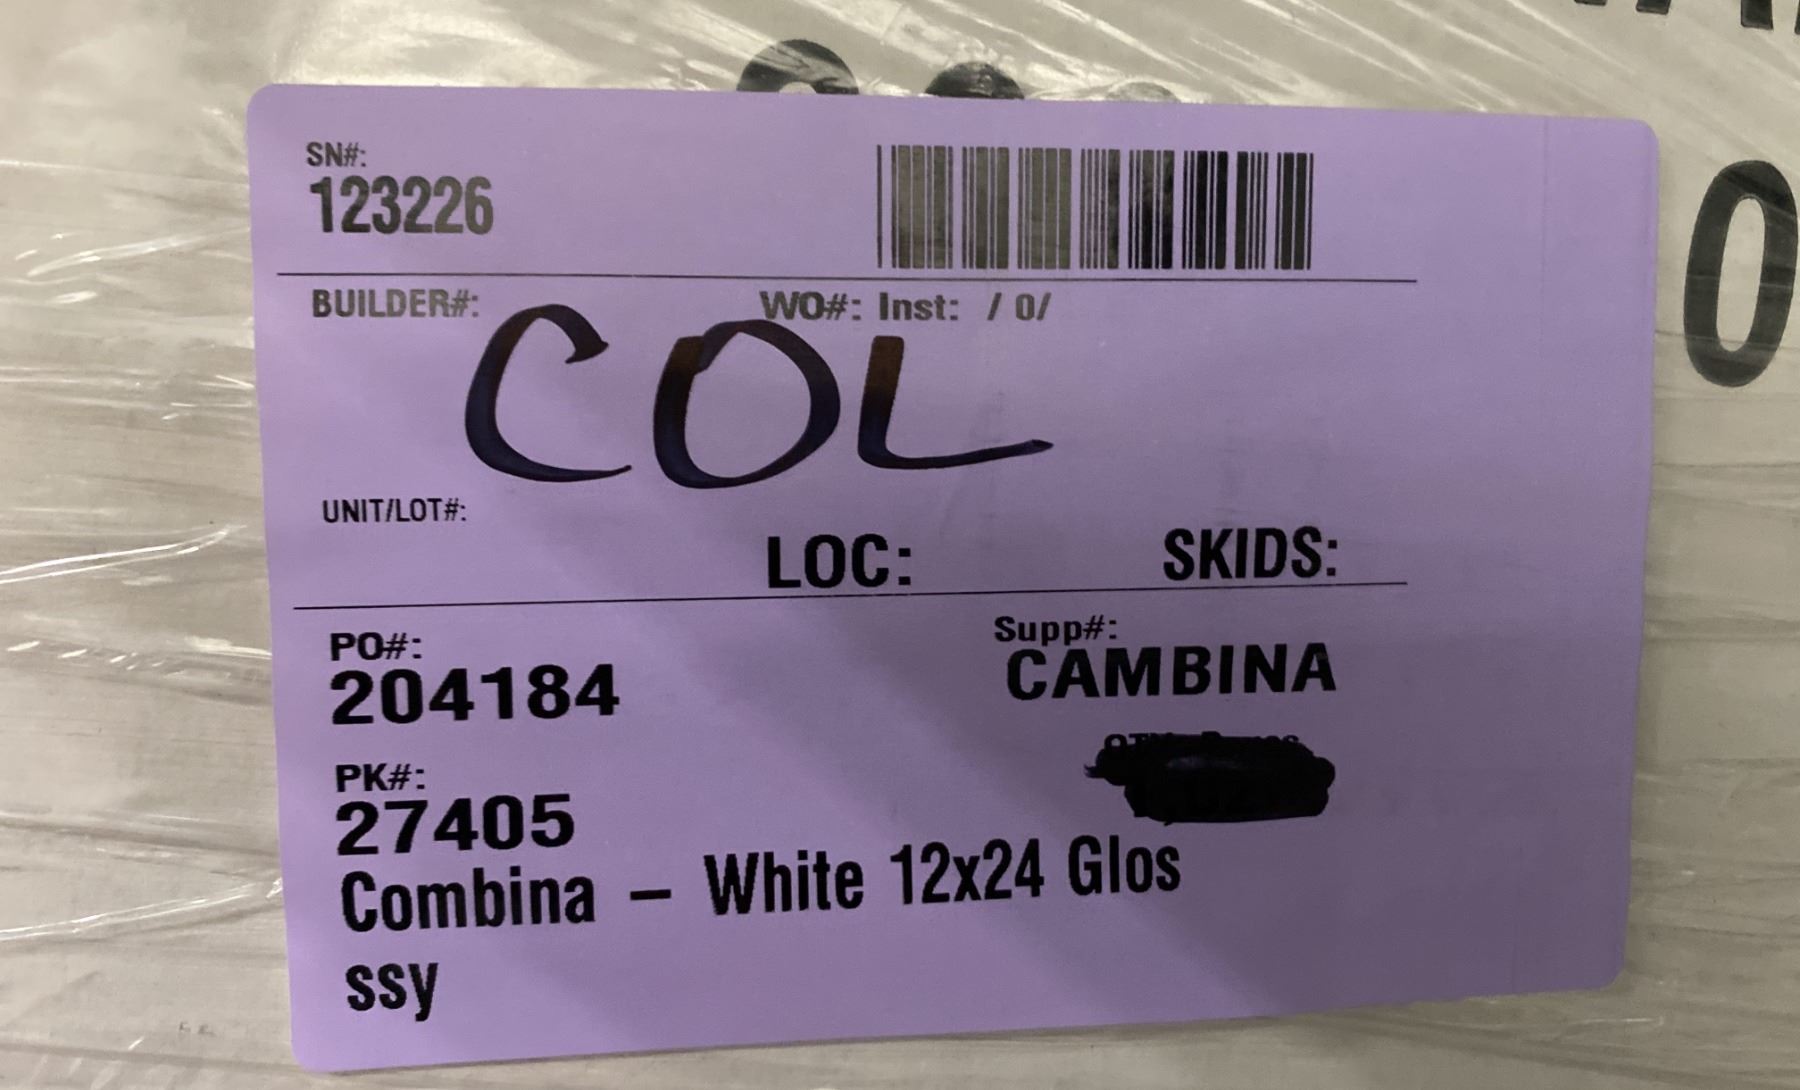 SN#:
123226
BUILDER#: WO#: Inst: / 0/
COL
UNIT/LOT#:
LOC: SKIDS:
PO#: Supp#:
204184 CAMBINA
PK#:
27405
Combina – White 12x24 Glos
ssy
0